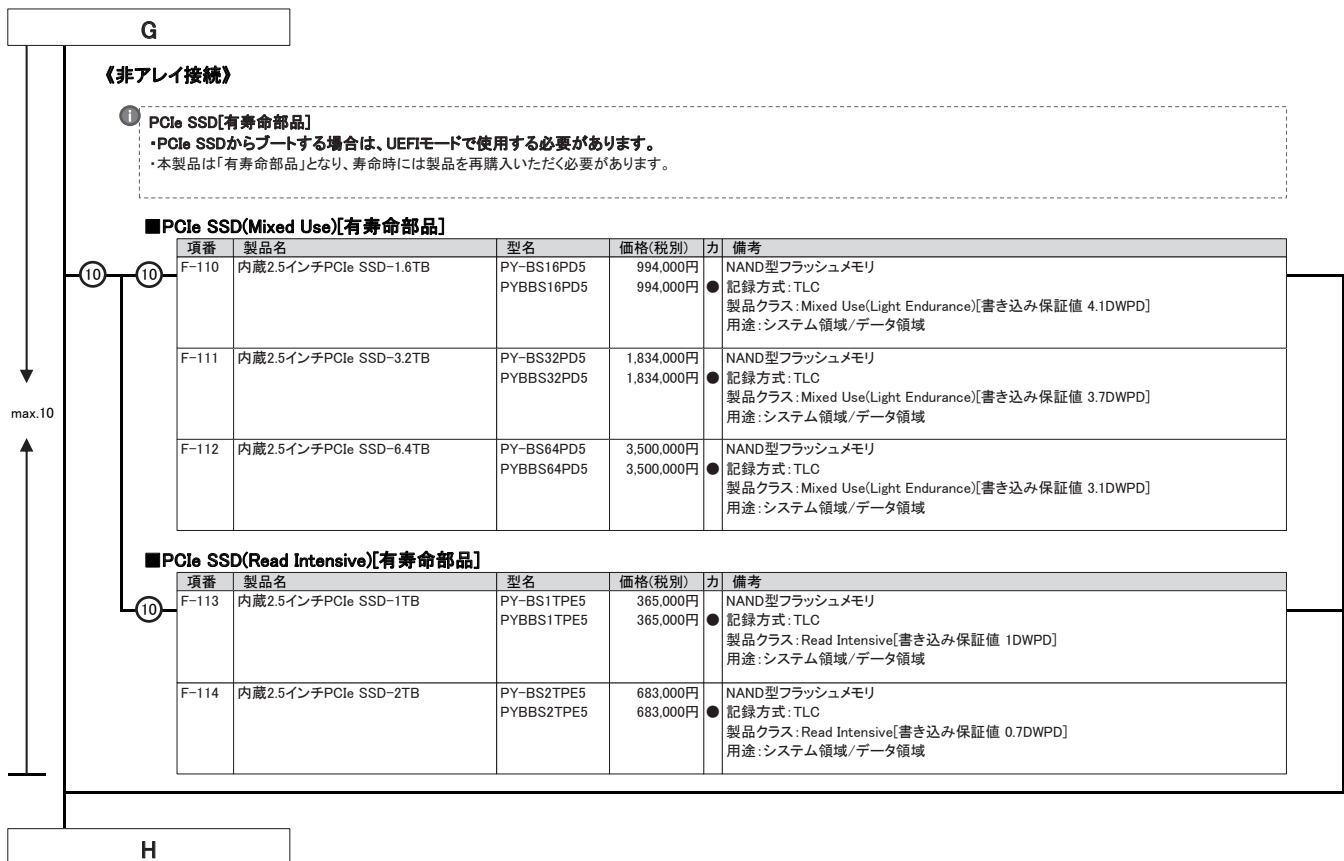 G
《非アレイ接続》
i
PCIe SSD[有寿命部品]
・PCIe SSDからブートする場合は、UEFIモードで使用する必要があります。
・本製品は「有寿命部品」となり、寿命時には製品を再購入いただく必要があります。
■PCIe SSD(Mixed Use)[有寿命部品]
項番 製品名 型名 価格(税別) カ 備考
10 10 F-110 内蔵2.5インチPCIe SSD-1.6TB PY-BS16PD5 994,000円 NAND型フラッシュメモリ
PYBBS16PD5 994,000円 ● 記録方式:TLC
製品クラス:Mixed Use(Light Endurance)[書き込み保証値 4.1DWPD]
用途:システム領域/データ領域
F-111 内蔵2.5インチPCIe SSD-3.2TB PY-BS32PD5 1,834,000円 NAND型フラッシュメモリ
PYBBS32PD5 1,834,000円 ● 記録方式:TLC
製品クラス:Mixed Use(Light Endurance)[書き込み保証値 3.7DWPD]
max.10
用途:システム領域/データ領域
F-112 内蔵2.5インチPCIe SSD-6.4TB PY-BS64PD5 3,500,000円 NAND型フラッシュメモリ
PYBBS64PD5 3,500,000円 ● 記録方式:TLC
製品クラス:Mixed Use(Light Endurance)[書き込み保証値 3.1DWPD]
用途:システム領域/データ領域
■PCIe SSD(Read Intensive)[有寿命部品]
項番 製品名 型名 価格(税別) カ 備考
10 F-113 内蔵2.5インチPCIe SSD-1TB PY-BS1TPE5 365,000円 NAND型フラッシュメモリ
PYBBS1TPE5 365,000円 ● 記録方式:TLC
製品クラス:Read Intensive[書き込み保証値 1DWPD]
用途:システム領域/データ領域
F-114 内蔵2.5インチPCIe SSD-2TB PY-BS2TPE5 683,000円 NAND型フラッシュメモリ
PYBBS2TPE5 683,000円 ● 記録方式:TLC
製品クラス:Read Intensive[書き込み保証値 0.7DWPD]
用途:システム領域/データ領域
H